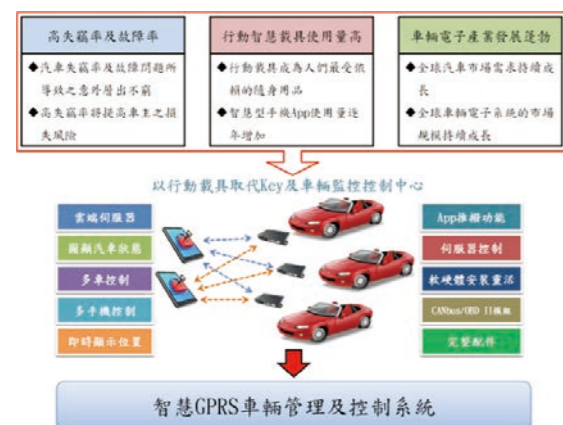 高失竊率及故障率
◆汽車失竊率及故障問題所
導致之意外層出不窮
◆高失竊率將提高車主之損
失風險
行動智慧載具使用量高
◆行動載具成為人們最受依
賴的隨身用品
◆智慧型手機App使用量逐
年增加
車輛電子產業發展蓬勃
◆全球汽車市場需求持續成
長
◆全球車輛電子系統的市場
規模持續成長
以行動載具取代Key及車輛監控控制中心
雲端伺服器
圖顯汽車狀態
多車控制
多手機控制
即時顯示位置
App推撥功能
伺服器控制
軟硬體安裝靈活
CANbus/OBD II模組
完整配件
智慧GPRS車輛管理及控制系統